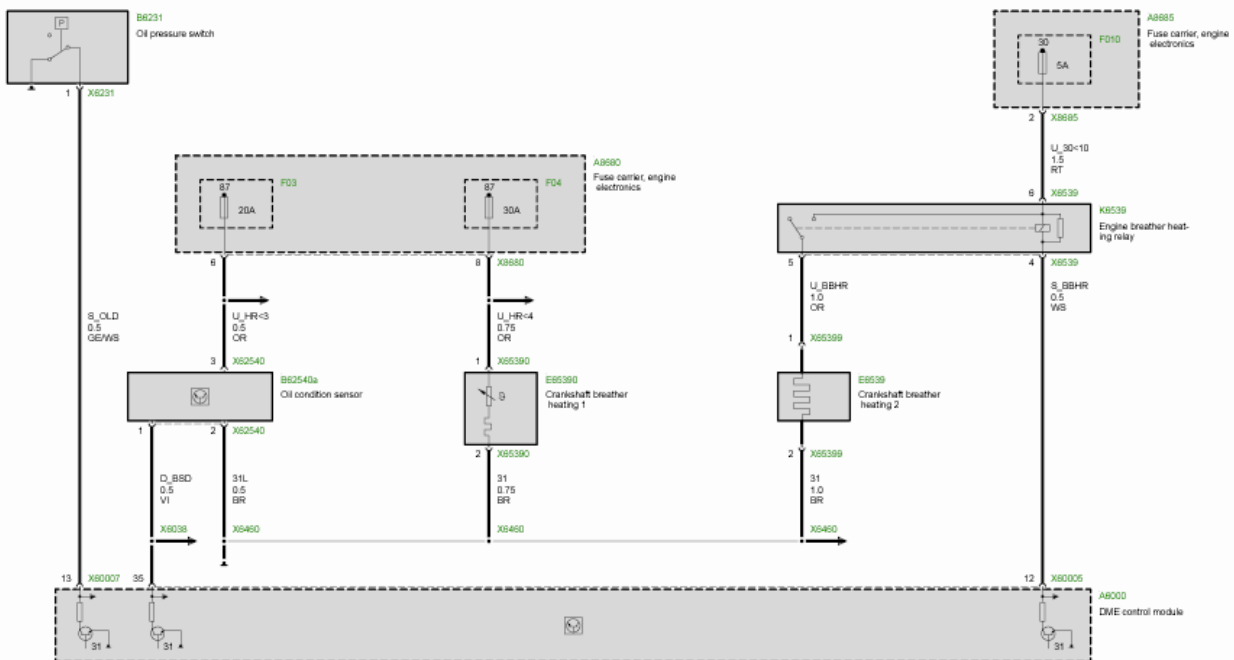 B6231
Oil pressure switch
P
1 X6231
A8685
Fuse carrier, engine
electronics
F010
30
5A
2 X8685
U_30<10
1.5
RT
6 X6539
A8680
Fuse carrier, engine
electronics
F03
87
20A
F04
87
30A
6
8 X8680
K6539
Engine breather heat-
ing relay
5
4 X6539
S_OLD
0.5
GE/WS
U_HR<3
0.5
OR
U_HR<4
0.75
OR
U_BBHR
1.0
OR
S_BBHR
0.5
WS
3 X62540
1 X65390
1 X65399
B62540a
Oil condition sensor
E65390
Crankshaft breather
heating 1
E6539
Crankshaft breather
heating 2
1
2 X62540
2 X65390
2 X65399
D_BSD
0.5
VI
31L
0.5
BR
31
0.75
BR
31
1.0
BR
X6038
X6460
X6460
X6460
13 X60007
35
12 X60005
A6000
DME control module
31
31
31